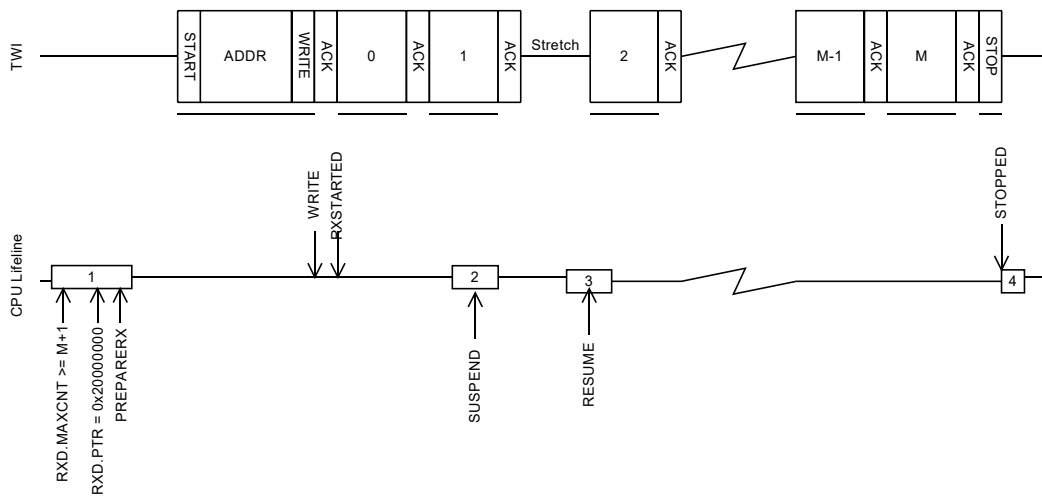 TWI
START
ADDR
WRITE
ACK
0
ACK
1
ACK
Stretch
2
ACK
M-1
ACK
M
ACK
STOP
WRITE
RXSTARTED
STOPPED
CPU Lifeline
1
2
3
4
RXD.MAXCNT >= M+1
RXD.PTR = 0x20000000
PREPARERX
SUSPEND
RESUME